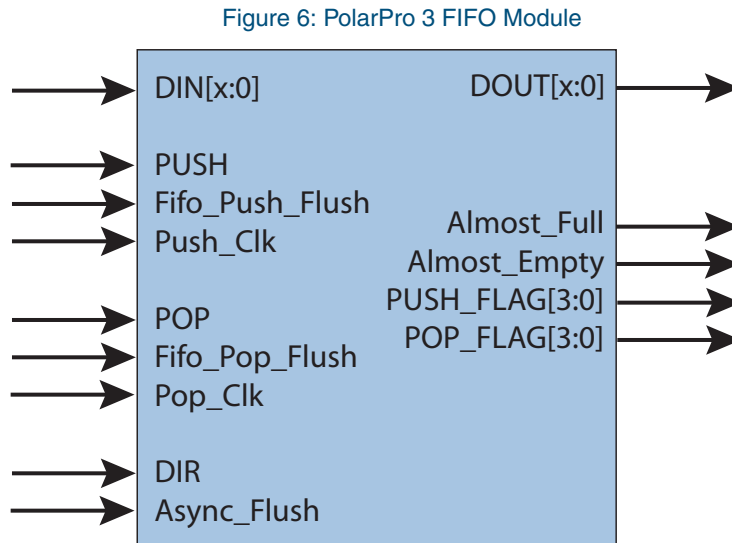 Figure 6: PolarPro 3 FIFO Module
DIN[x:0]
PUSH
Fifo_Push_Flush
Push_Clk
POP
Fifo_Pop_Flush
Pop_Clk
DIR
Async_Flush
DOUT[x:0]
Almost_Full
Almost_Empty
PUSH_FLAG[3:0]
POP_FLAG[3:0]